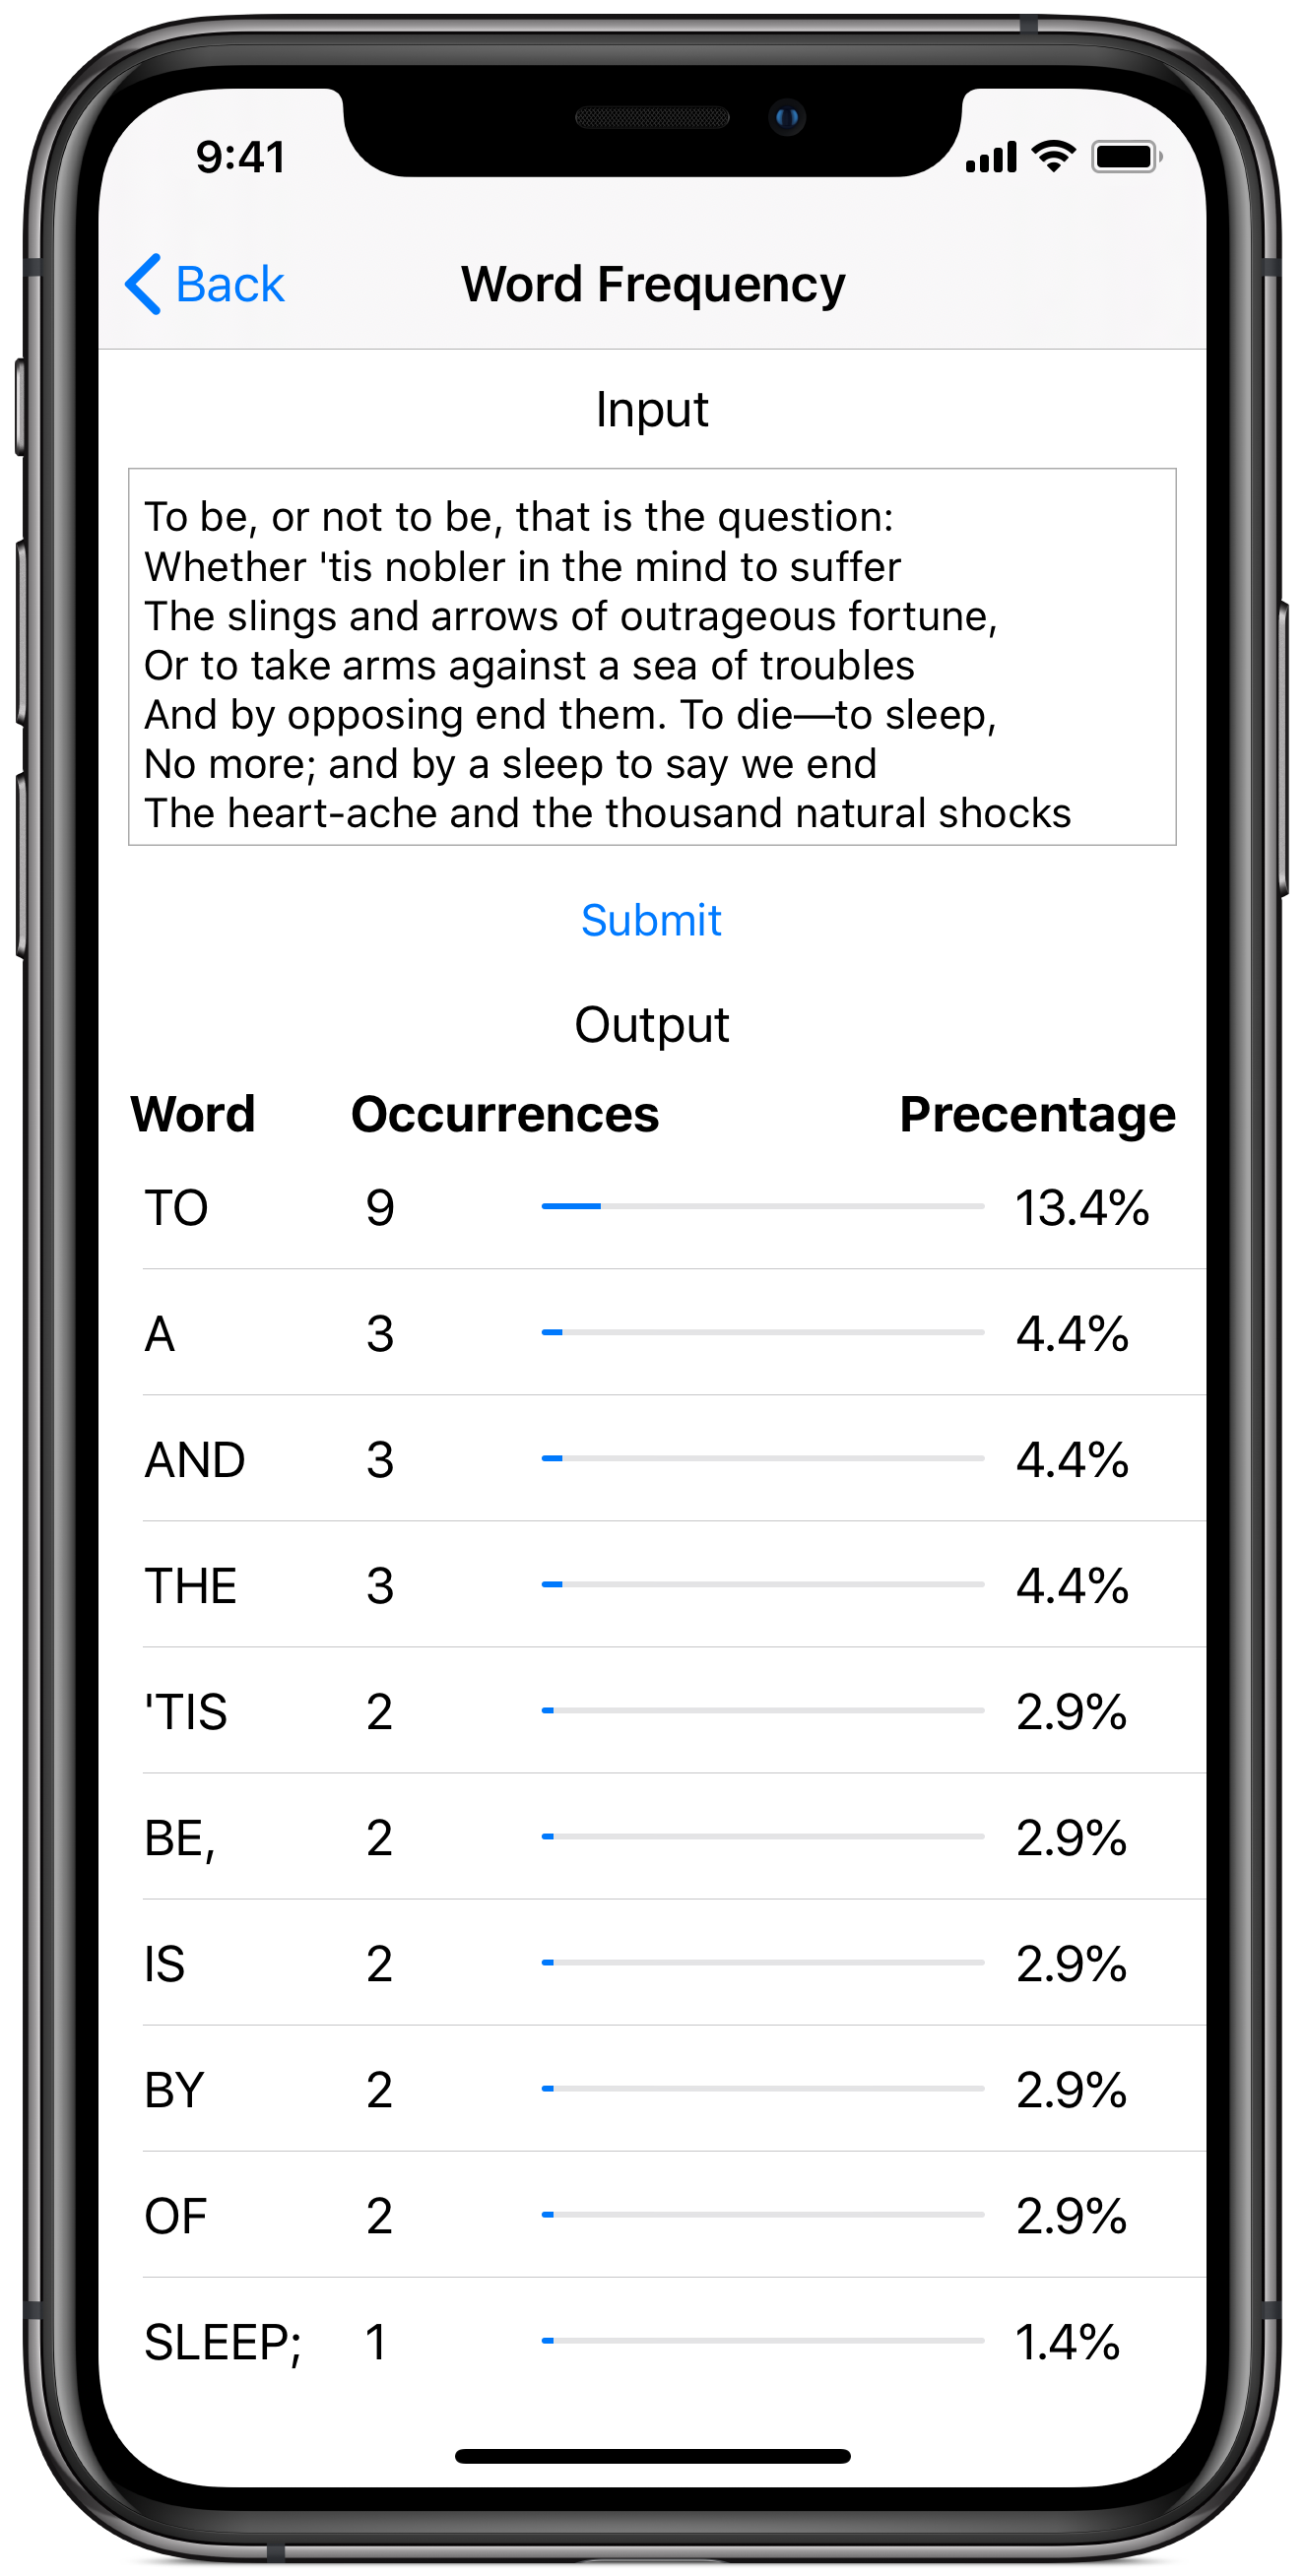 9:41
Back Word Frequency
Input
To be, or not to be, that is the question:
Whether 'tis nobler in the mind to suffer
The slings and arrows of outrageous fortune,
Or to take arms against a sea of troubles
And by opposing end them. To die—to sleep,
No more; and by a sleep to say we end
The heart-ache and the thousand natural shocks
Submit
Output
Word Occurrences Precentage
TO 9 13.4%
A 3 4.4%
AND 3 4.4%
THE 3 4.4%
'TIS 2 2.9%
BE, 2 2.9%
IS 2 2.9%
BY 2 2.9%
OF 2 2.9%
SLEEP; 1 1.4%